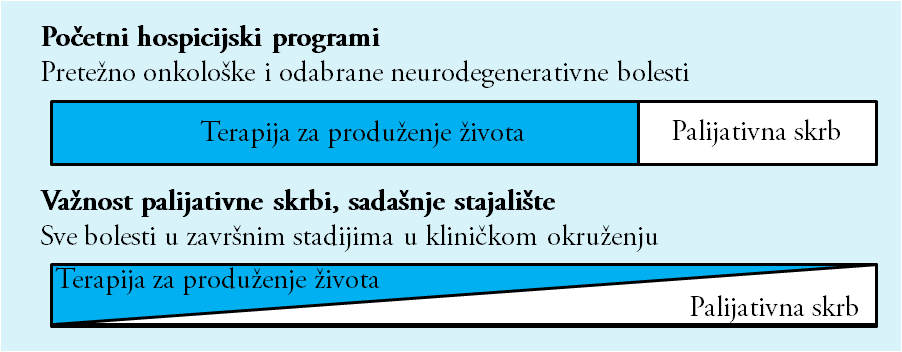 Početni hospicijski programi
Pretežno onkološke i odabrane neurodegenerativne bolesti
Terapija za produženje života
Palijativna skrb
Važnost palijativne skrbi, sadašnje stajalište
Sve bolesti u završnim stadijima u kliničkom okruženju
Terapija za produženje života
Palijativna skrb